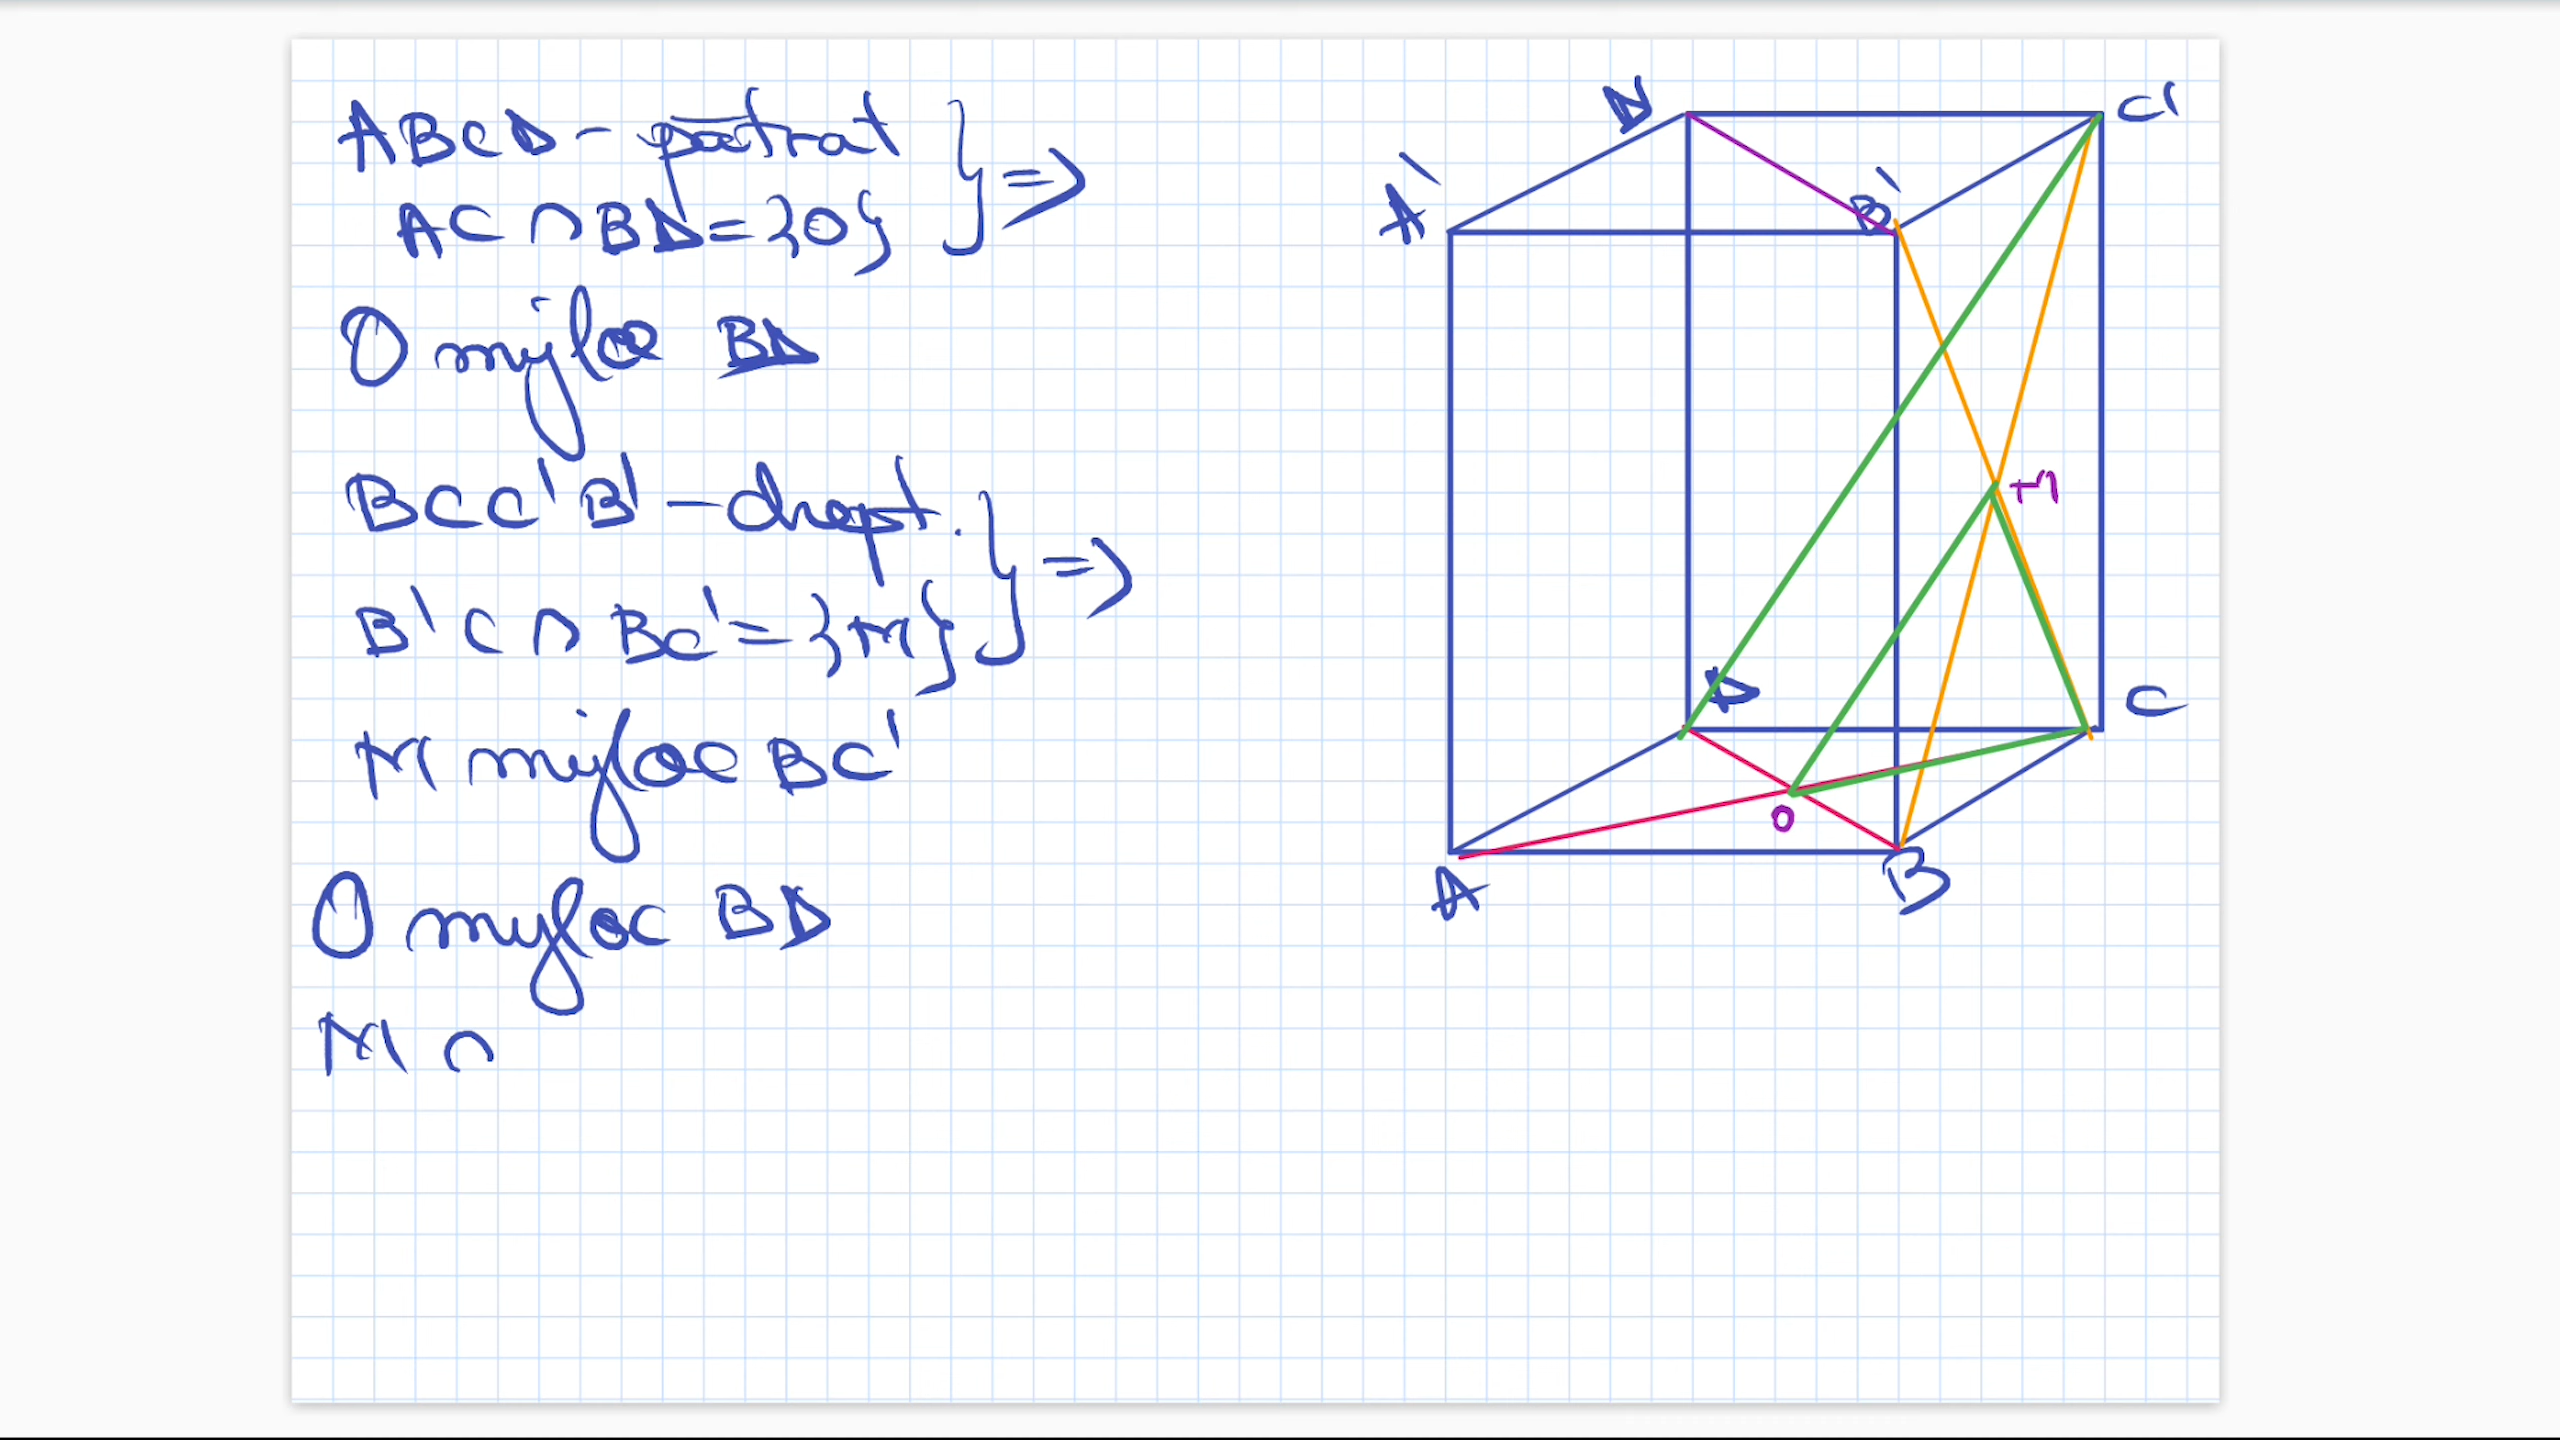 ABCD - pătrat } =>
AC ∩ BD = {O}
O mijloc BD
BCC'B' - drept. } =>
B'C ∩ BC' = {M}
M mijloc BC'
O mijloc BD
M
D'
C'
A'
B'
M
D
C
O
A
B